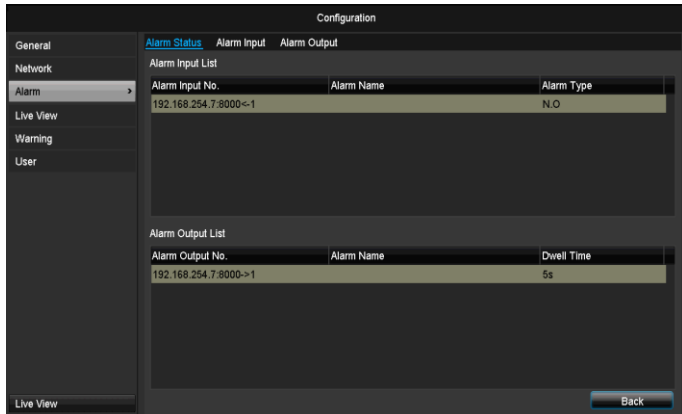 Configuration
General
Network
Alarm
Live View
Warning
User
Live View
Alarm Status Alarm Input Alarm Output
Alarm Input List
Alarm Input No. Alarm Name Alarm Type
192.168.254.7:8000<-1 N.O
Alarm Output List
Alarm Output No. Alarm Name Dwell Time
192.168.254.7:8000->1 5s
Back